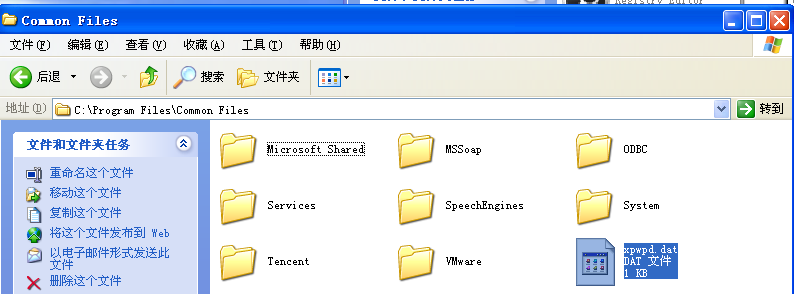 Registry Editor
Common Files
文件(F) 编辑(E) 查看(V) 收藏(A) 工具(T) 帮助(H)
后退 搜索 文件夹
地址(D) C:\Program Files\Common Files 转到
文件和文件夹任务
重命名这个文件
移动这个文件
复制这个文件
将这个文件发布到 Web
以电子邮件形式发送此
文件
删除这个文件
Microsoft Shared MSSoap ODBC
Services SpeechEngines System
Tencent VMware xpwpd.dat
DAT 文件
1 KB